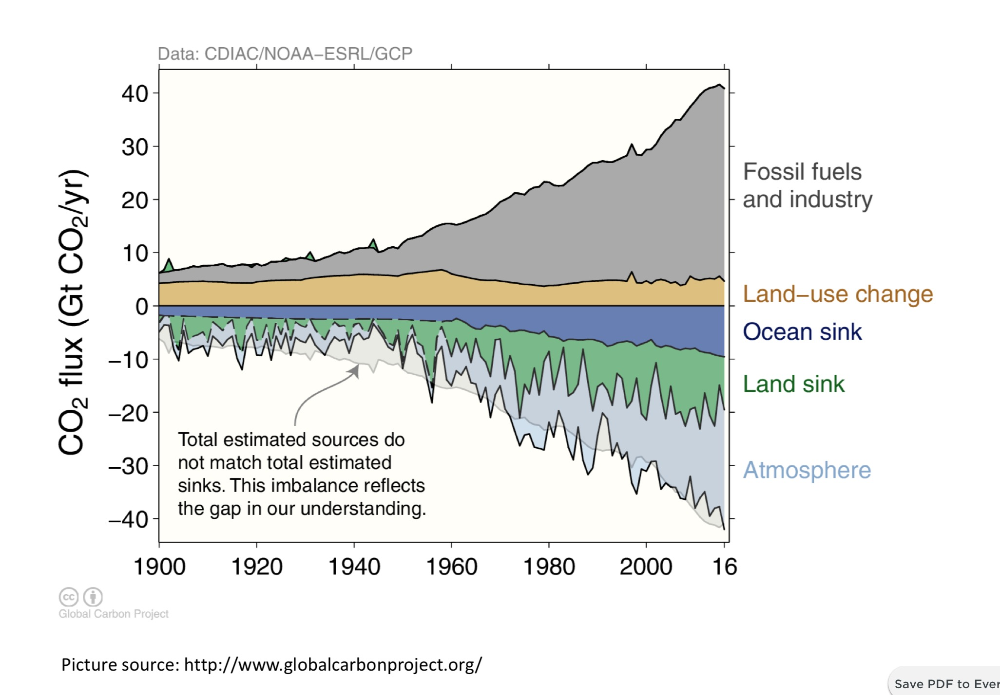 Data: CDIAC/NOAA−ESRL/GCP
CO₂ flux (Gt CO₂/yr)
40
30
20
10
0
−10
−20
−30
−40
Fossil fuels
and industry
Land−use change
Ocean sink
Land sink
Atmosphere
Total estimated sources do
not match total estimated
sinks. This imbalance reflects
the gap in our understanding.
1900 1920 1940 1960 1980 2000 16
cc
Global Carbon Project
Picture source: http://www.globalcarbonproject.org/
Save PDF to Ever